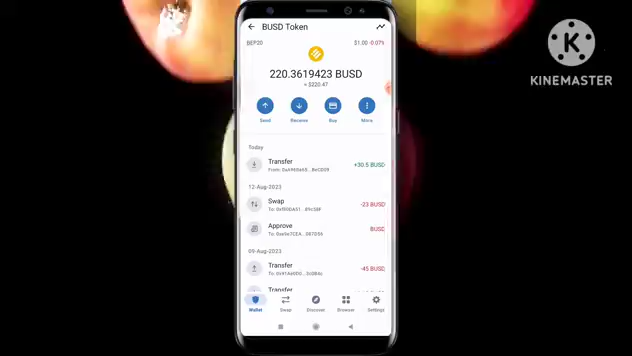 BUSD Token
BEP20
$1.00 -0.07%
220.3619423 BUSD
≈ $220.47
Send
Receive
Buy
More
Today
Transfer
+30.5 BUSD
12-Aug-2023
Swap
-23 BUSD
Approve
BUSD
09-Aug-2023
Transfer
-45 BUSD
Transfer
Wallet
Swap
Discover
Browser
Settings
KINEMASTER